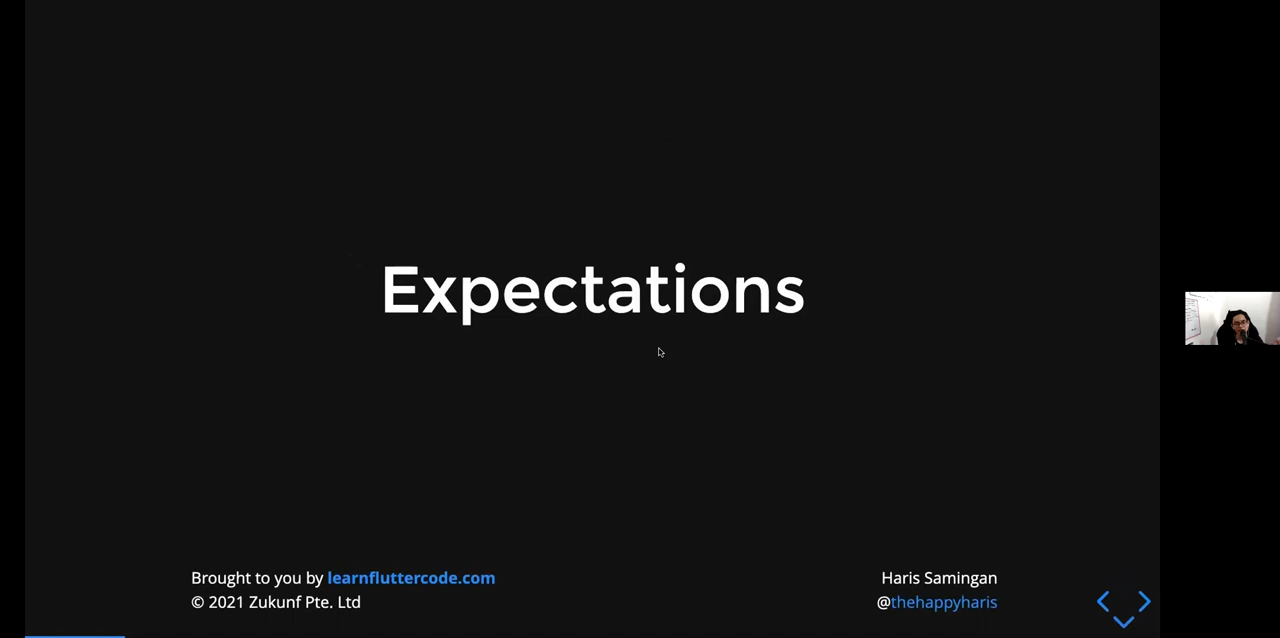 Expectations
Brought to you by learnfluttercode.com
© 2021 Zukunf Pte. Ltd
Haris Samingan
@thehappyharis